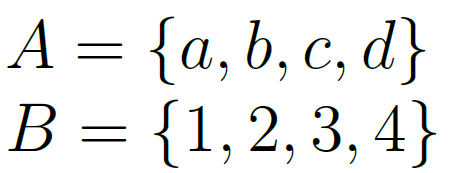 A = {a, b, c, d}
B = {1, 2, 3, 4}